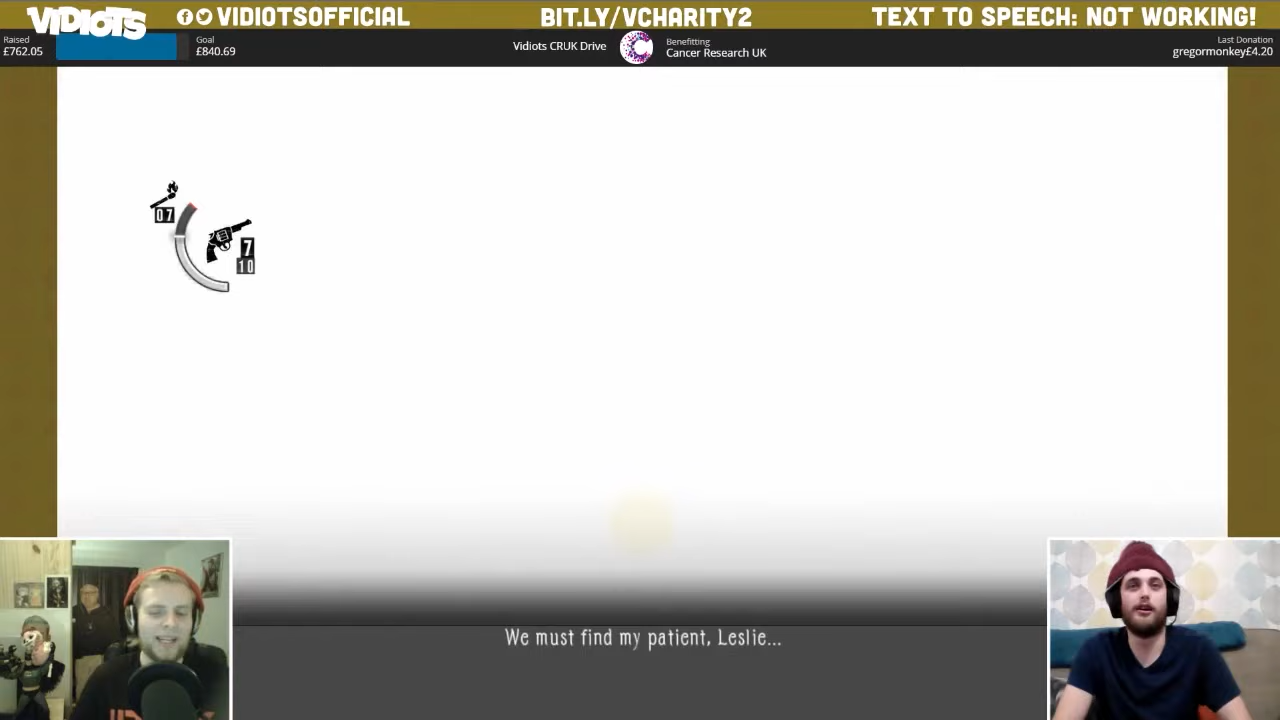 VIDIOTS
VIDIOTSOFFICIAL
BIT.LY/VCHARITY2
TEXT TO SPEECH: NOT WORKING!
Raised
£762.05
Goal
£840.69
Vidiots CRUK Drive
Benefitting
Cancer Research UK
Last Donation
gregormonkey£4.20
07
7
10
We must find my patient, Leslie...